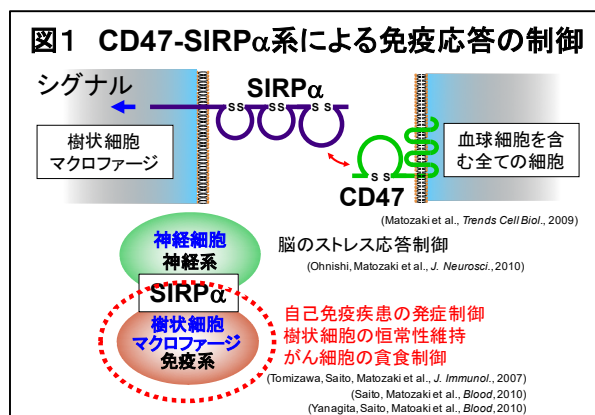 図1 CD47-SIRPα系による免疫応答の制御
シグナル
SIRPα
S S
S S
S S
樹状細胞
マクロファージ
血球細胞を含
む全ての細胞
S S
CD47
(Matozaki et al., Trends Cell Biol., 2009)
神経細胞
神経系
脳のストレス応答制御
(Ohnishi, Matozaki et al., J. Neurosci., 2010)
SIRPα
樹状細胞
マクロファージ
免疫系
自己免疫疾患の発症制御
樹状細胞の恒常性維持
がん細胞の貪食制御
(Tomizawa, Saito, Matozaki et al., J. Immunol., 2007)
(Saito, Matozaki et al., Blood, 2010)
(Yanagita, Saito, Matoaki et al., Blood, 2010)